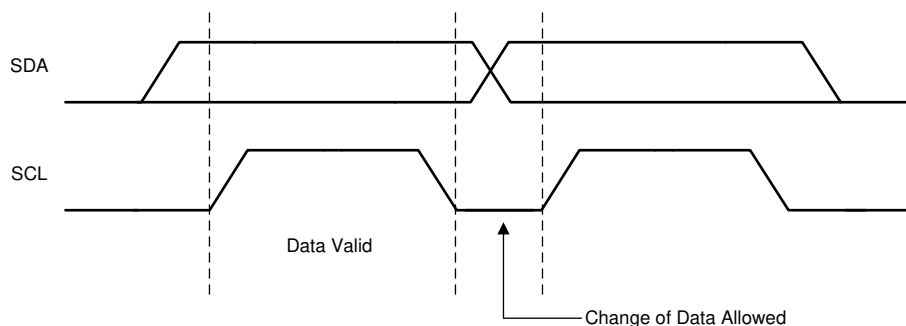 SDA
SCL
Data Valid
Change of Data Allowed